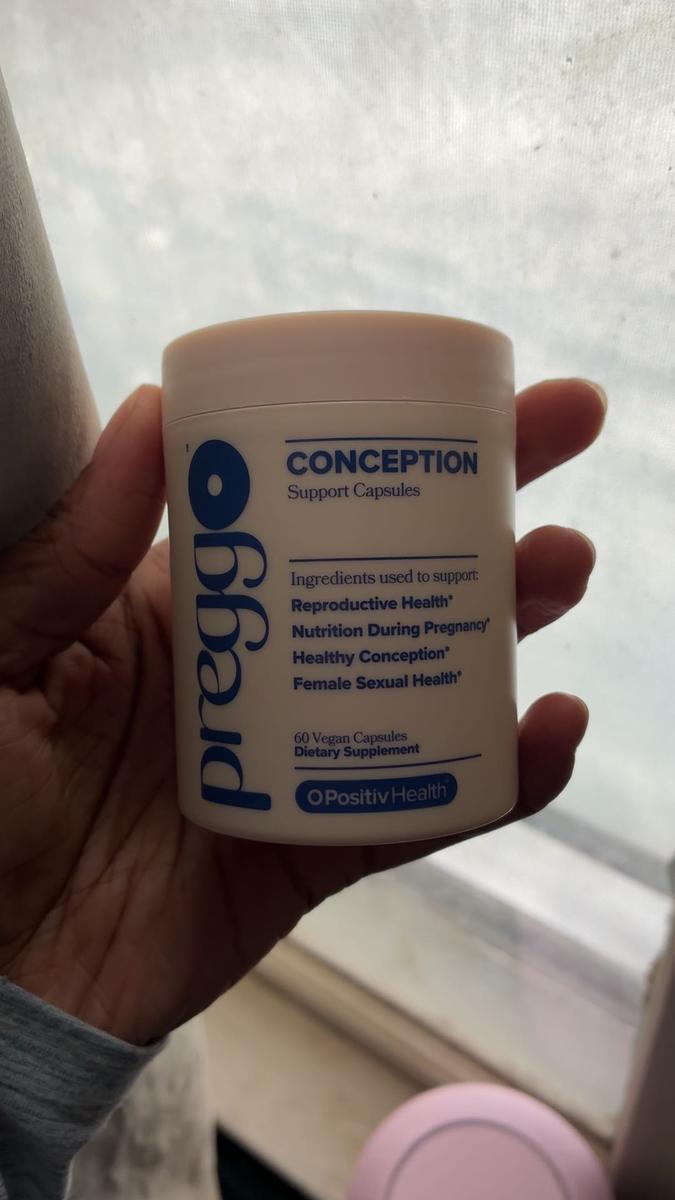 preggo
CONCEPTION
Support Capsules
Ingredients used to support:
Reproductive Health*
Nutrition During Pregnancy*
Healthy Conception*
Female Sexual Health*
60 Vegan Capsules
Dietary Supplement
OPositivHealth™